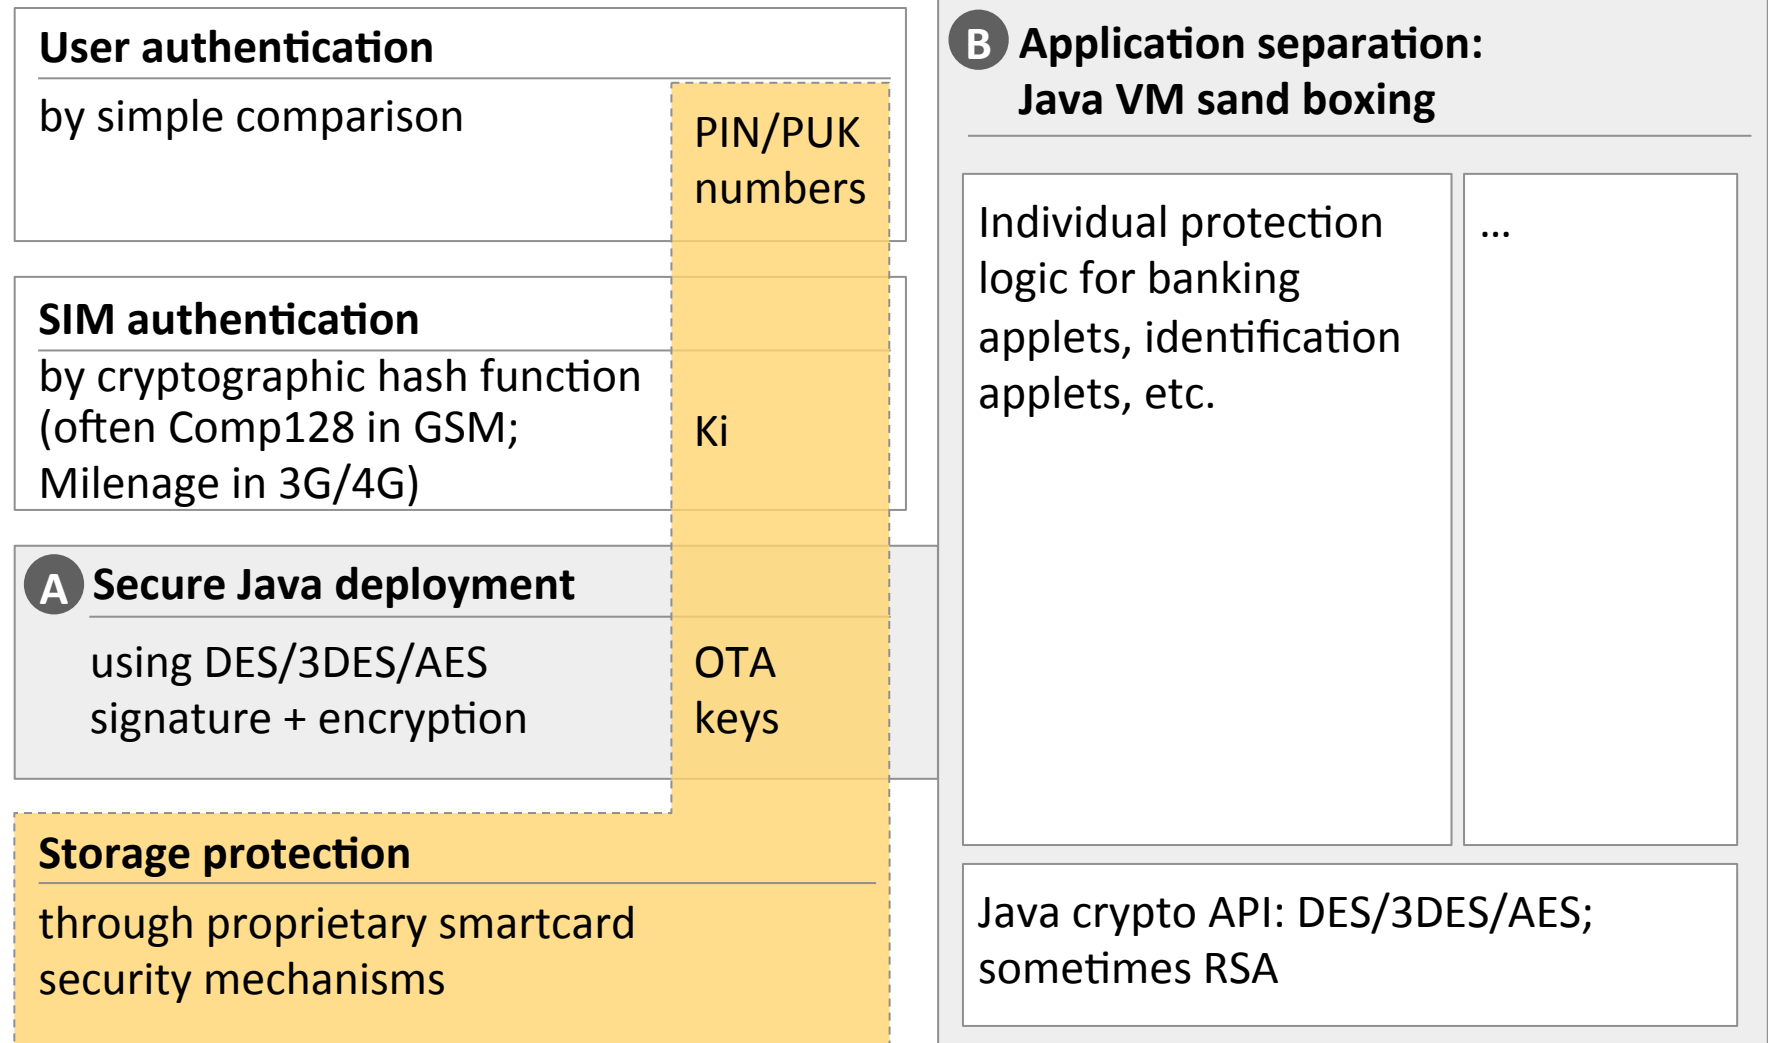 User authentication
by simple comparison
PIN/PUK
numbers
SIM authentication
by cryptographic hash function
(often Comp128 in GSM;
Milenage in 3G/4G)
Ki
A Secure Java deployment
using DES/3DES/AES
signature + encryption
OTA
keys
Storage protection
through proprietary smartcard
security mechanisms
B Application separation:
Java VM sand boxing
Individual protection
logic for banking
applets, identification
applets, etc.
...
Java crypto API: DES/3DES/AES;
sometimes RSA